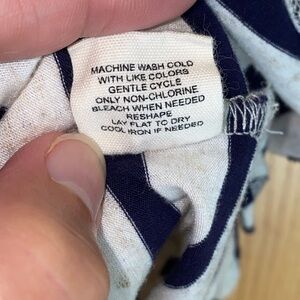 MACHINE WASH COLD
WITH LIKE COLORS
GENTLE CYCLE
ONLY NON-CHLORINE
BLEACH WHEN NEEDED
RESHAPE
LAY FLAT TO DRY
COOL IRON IF NEEDED